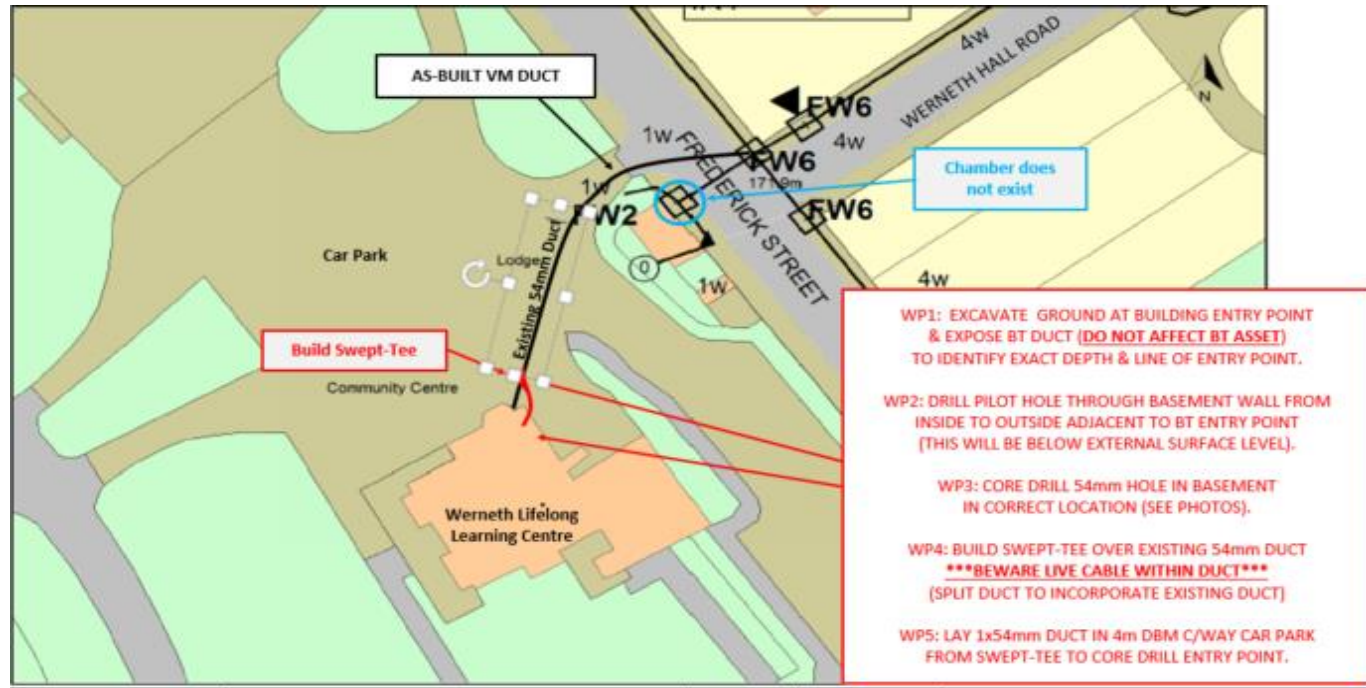 AS-BUILT VM DUCT
4w
WERNETH HALL ROAD
N
FW6
4w
1w
FREDERICK STREET
FW6
171.9m
Chamber does
not exist
1w
FW2
FW6
Car Park
Lodge
Existing 54mm Duct
0
1w
4w
Build Swept-Tee
Community Centre
Werneth Lifelong
Learning Centre
WP1: EXCAVATE GROUND AT BUILDING ENTRY POINT
& EXPOSE BT DUCT (DO NOT AFFECT BT ASSET)
TO IDENTIFY EXACT DEPTH & LINE OF ENTRY POINT.
WP2: DRILL PILOT HOLE THROUGH BASEMENT WALL FROM
INSIDE TO OUTSIDE ADJACENT TO BT ENTRY POINT
(THIS WILL BE BELOW EXTERNAL SURFACE LEVEL).
WP3: CORE DRILL 54mm HOLE IN BASEMENT
IN CORRECT LOCATION (SEE PHOTOS).
WP4: BUILD SWEPT-TEE OVER EXISTING 54mm DUCT
***BEWARE LIVE CABLE WITHIN DUCT***
(SPLIT DUCT TO INCORPORATE EXISTING DUCT)
WP5: LAY 1x54mm DUCT IN 4m DBM C/WAY CAR PARK
FROM SWEPT-TEE TO CORE DRILL ENTRY POINT.